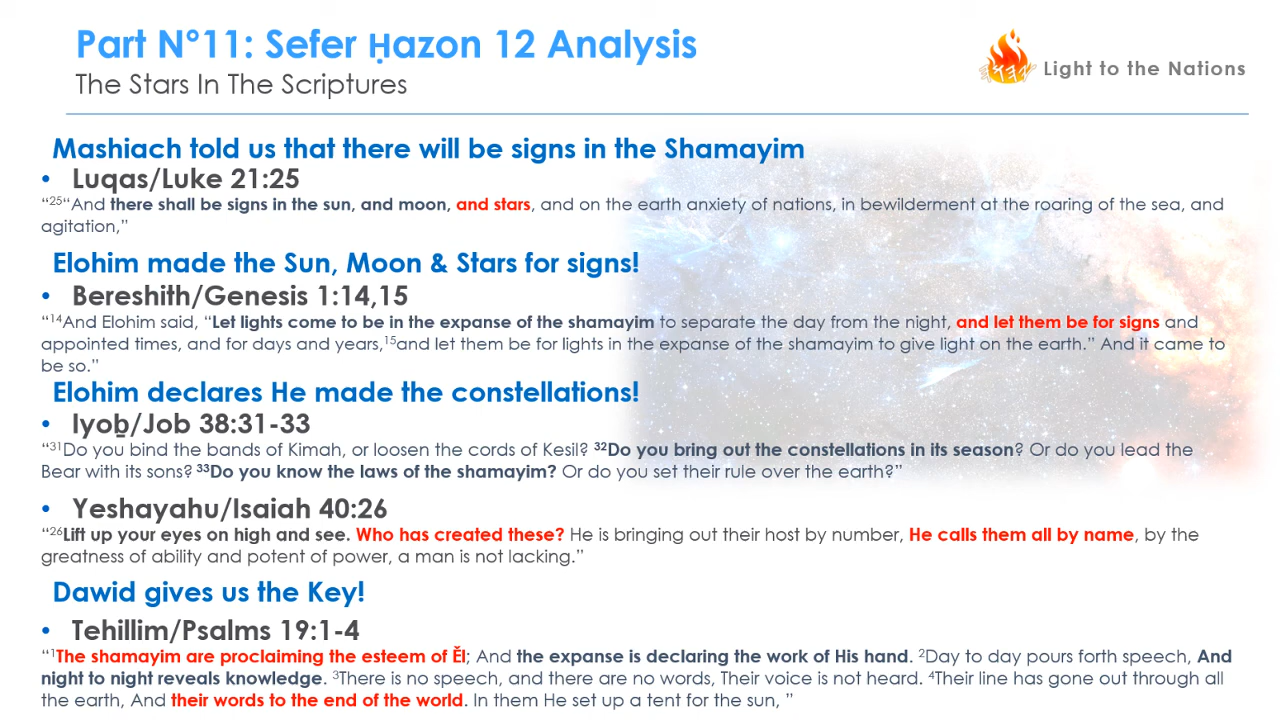 Part N°11: Sefer Ḥazon 12 Analysis
The Stars In The Scriptures
Light to the Nations
Mashiach told us that there will be signs in the Shamayim
• Luqas/Luke 21:25
“²⁵“And there shall be signs in the sun, and moon, and stars, and on the earth anxiety of nations, in bewilderment at the roaring of the sea, and
agitation,”
Elohim made the Sun, Moon & Stars for signs!
• Bereshith/Genesis 1:14,15
“¹⁴And Elohim said, “Let lights come to be in the expanse of the shamayim to separate the day from the night, and let them be for signs and
appointed times, and for days and years,¹⁵and let them be for lights in the expanse of the shamayim to give light on the earth.” And it came to
be so.”
Elohim declares He made the constellations!
• Iyoḇ/Job 38:31-33
“³¹Do you bind the bands of Kimah, or loosen the cords of Kesil? ³²Do you bring out the constellations in its season? Or do you lead the
Bear with its sons? ³³Do you know the laws of the shamayim? Or do you set their rule over the earth?”
• Yeshayahu/Isaiah 40:26
“²⁶Lift up your eyes on high and see. Who has created these? He is bringing out their host by number, He calls them all by name, by the
greatness of ability and potent of power, a man is not lacking.”
Dawid gives us the Key!
• Tehillim/Psalms 19:1-4
“¹The shamayim are proclaiming the esteem of Ěl; And the expanse is declaring the work of His hand. ²Day to day pours forth speech, And
night to night reveals knowledge. ³There is no speech, and there are no words, Their voice is not heard. ⁴Their line has gone out through all
the earth, And their words to the end of the world. In them He set up a tent for the sun, ”